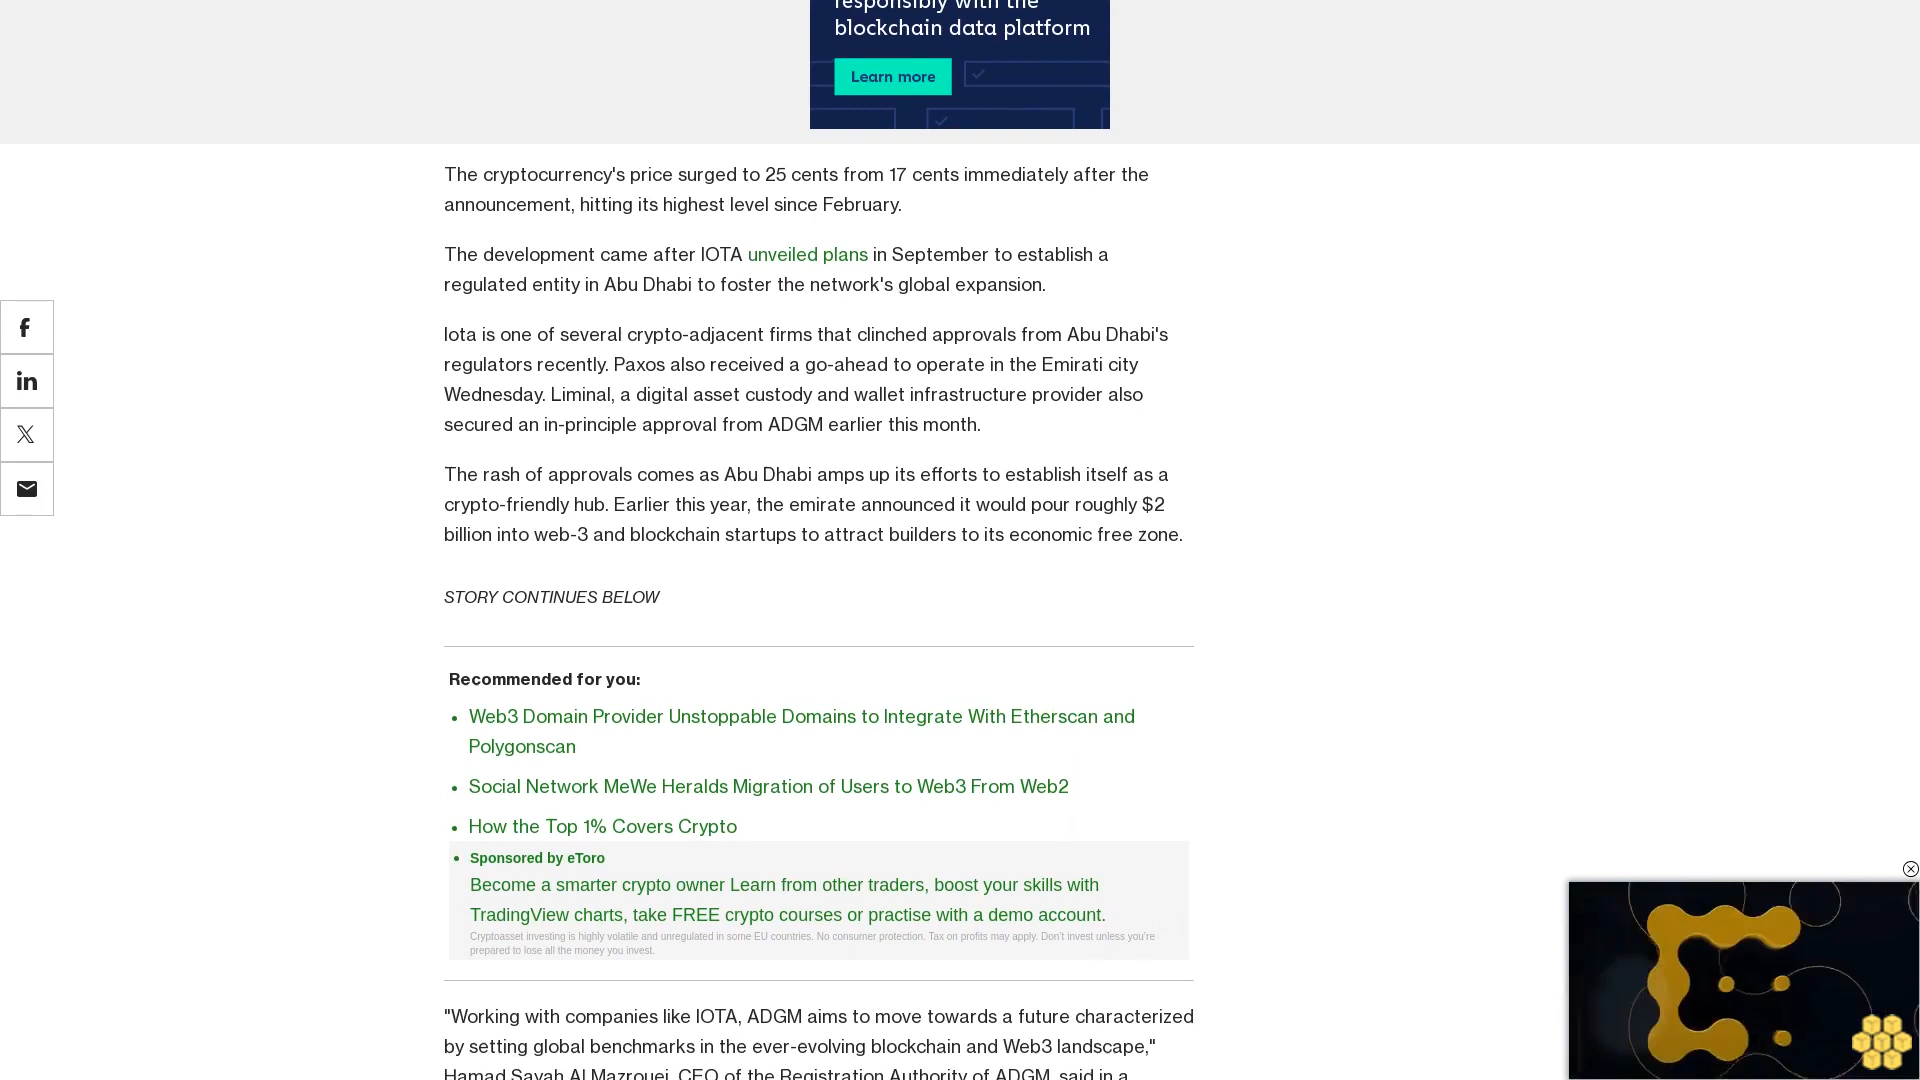 responsibly with the
blockchain data platform
Learn more
The cryptocurrency's price surged to 25 cents from 17 cents immediately after the
announcement, hitting its highest level since February.
The development came after IOTA unveiled plans in September to establish a
regulated entity in Abu Dhabi to foster the network's global expansion.
Iota is one of several crypto-adjacent firms that clinched approvals from Abu Dhabi's
regulators recently. Paxos also received a go-ahead to operate in the Emirati city
Wednesday. Liminal, a digital asset custody and wallet infrastructure provider also
secured an in-principle approval from ADGM earlier this month.
The rash of approvals comes as Abu Dhabi amps up its efforts to establish itself as a
crypto-friendly hub. Earlier this year, the emirate announced it would pour roughly $2
billion into web-3 and blockchain startups to attract builders to its economic free zone.
STORY CONTINUES BELOW
Recommended for you:
• Web3 Domain Provider Unstoppable Domains to Integrate With Etherscan and
Polygonscan
• Social Network MeWe Heralds Migration of Users to Web3 From Web2
• How the Top 1% Covers Crypto
• Sponsored by eToro
Become a smarter crypto owner Learn from other traders, boost your skills with
TradingView charts, take FREE crypto courses or practise with a demo account.
Cryptoasset investing is highly volatile and unregulated in some EU countries. No consumer protection. Tax on profits may apply. Don't invest unless you're
prepared to lose all the money you invest.
"Working with companies like IOTA, ADGM aims to move towards a future characterized
by setting global benchmarks in the ever-evolving blockchain and Web3 landscape,"
Hamad Sayah Al Mazrouei, CEO of the Registration Authority of ADGM, said in a